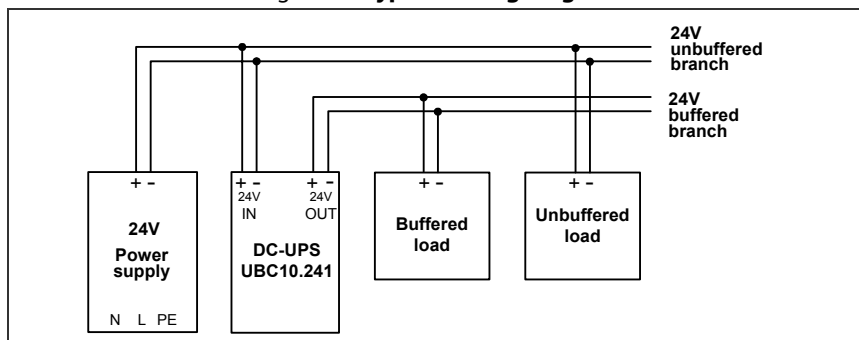 24V
unbuffered
branch
24V
buffered
branch
+ -
24V
Power
supply
N L PE
+ - + -
24V 24V
IN OUT
DC-UPS
UBC10.241
+ -
Buffered
load
+ -
Unbuffered
load